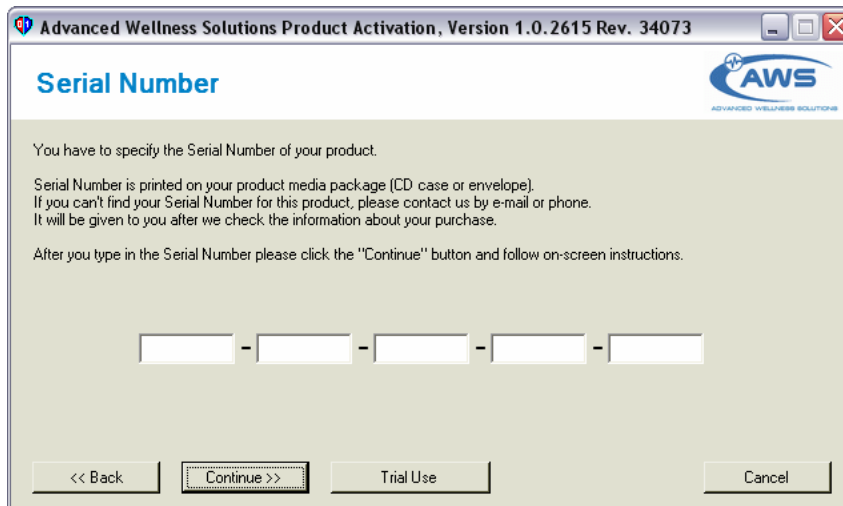 Advanced Wellness Solutions Product Activation, Version 1.0.2615 Rev. 34073
Serial Number
AWS
ADVANCED WELLNESS SOLUTIONS
You have to specify the Serial Number of your product.
Serial Number is printed on your product media package (CD case or envelope).
If you can't find your Serial Number for this product, please contact us by e-mail or phone.
It will be given to you after we check the information about your purchase.
After you type in the Serial Number please click the "Continue" button and follow on-screen instructions.
- - - -
<< Back Continue >> Trial Use Cancel